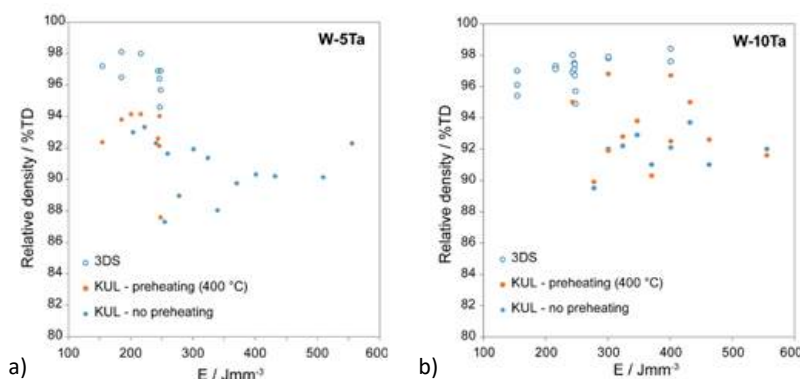 W-5Ta
Relative density / %TD
100
98
96
94
92
90
88
86
84
82
80
3DS
KUL - preheating (400 °C)
KUL - no preheating
100
200
300
400
500
600
E / Jmm-3
a)
W-10Ta
Relative density / %TD
100
98
96
94
92
90
88
86
84
82
80
3DS
KUL - preheating (400 °C)
KUL - no preheating
100
200
300
400
500
600
E / Jmm-3
b)